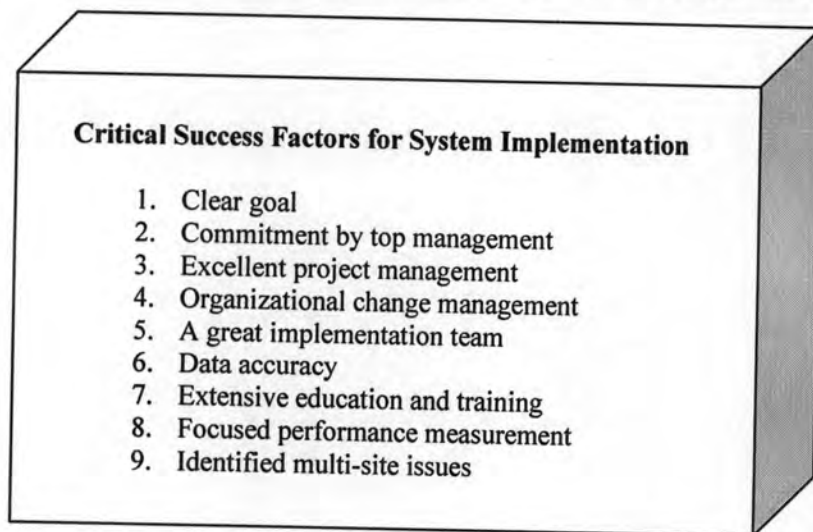 Critical Success Factors for System Implementation
1. Clear goal
2. Commitment by top management
3. Excellent project management
4. Organizational change management
5. A great implementation team
6. Data accuracy
7. Extensive education and training
8. Focused performance measurement
9. Identified multi-site issues